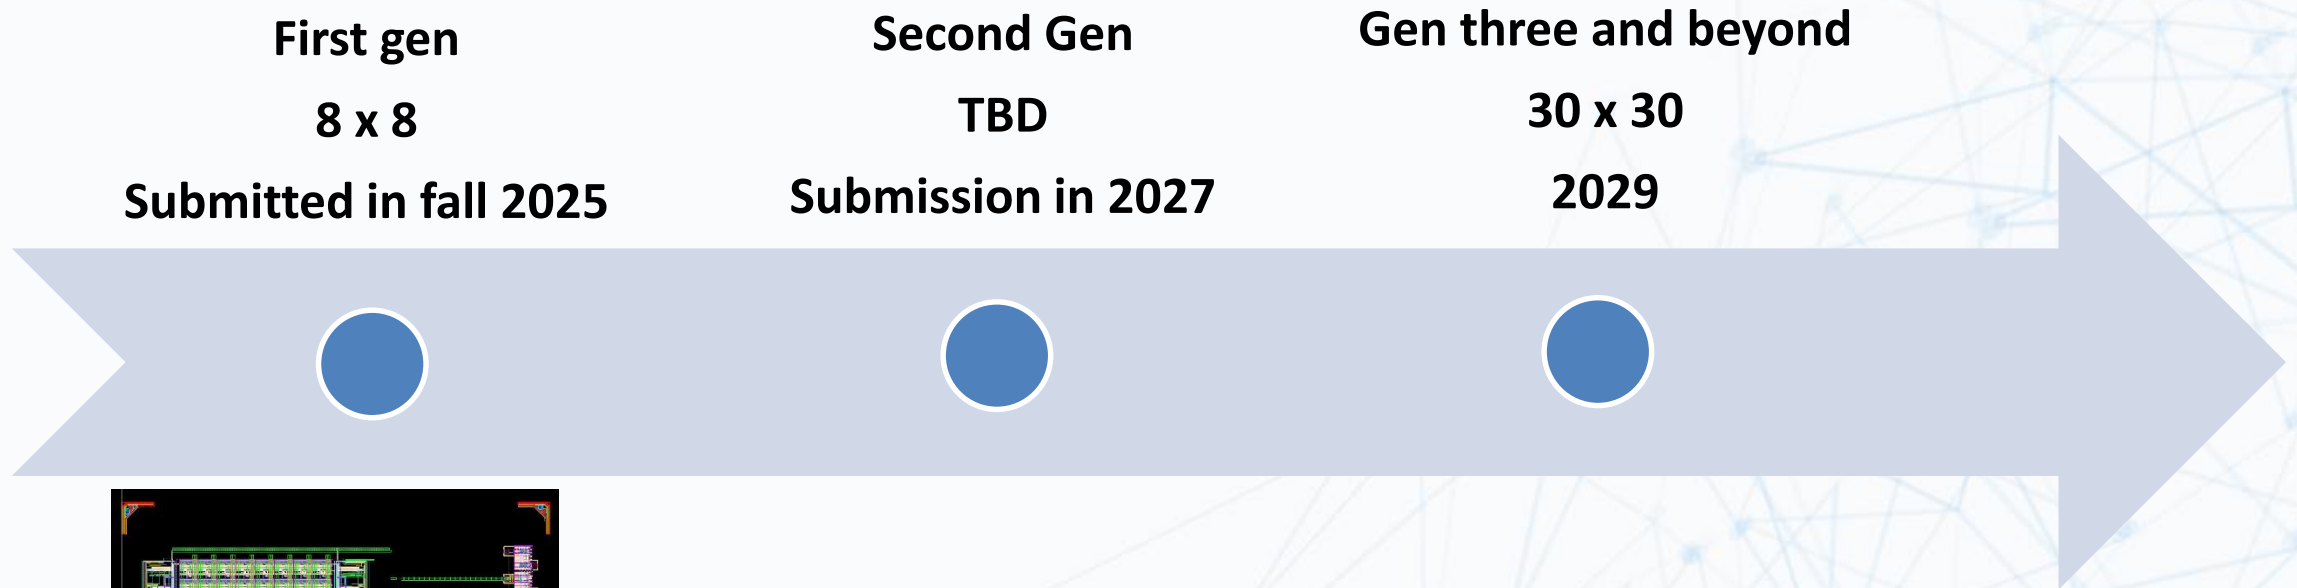 First gen
8 x 8
Submitted in fall 2025
Second Gen
TBD
Submission in 2027
Gen three and beyond
30 x 30
2029